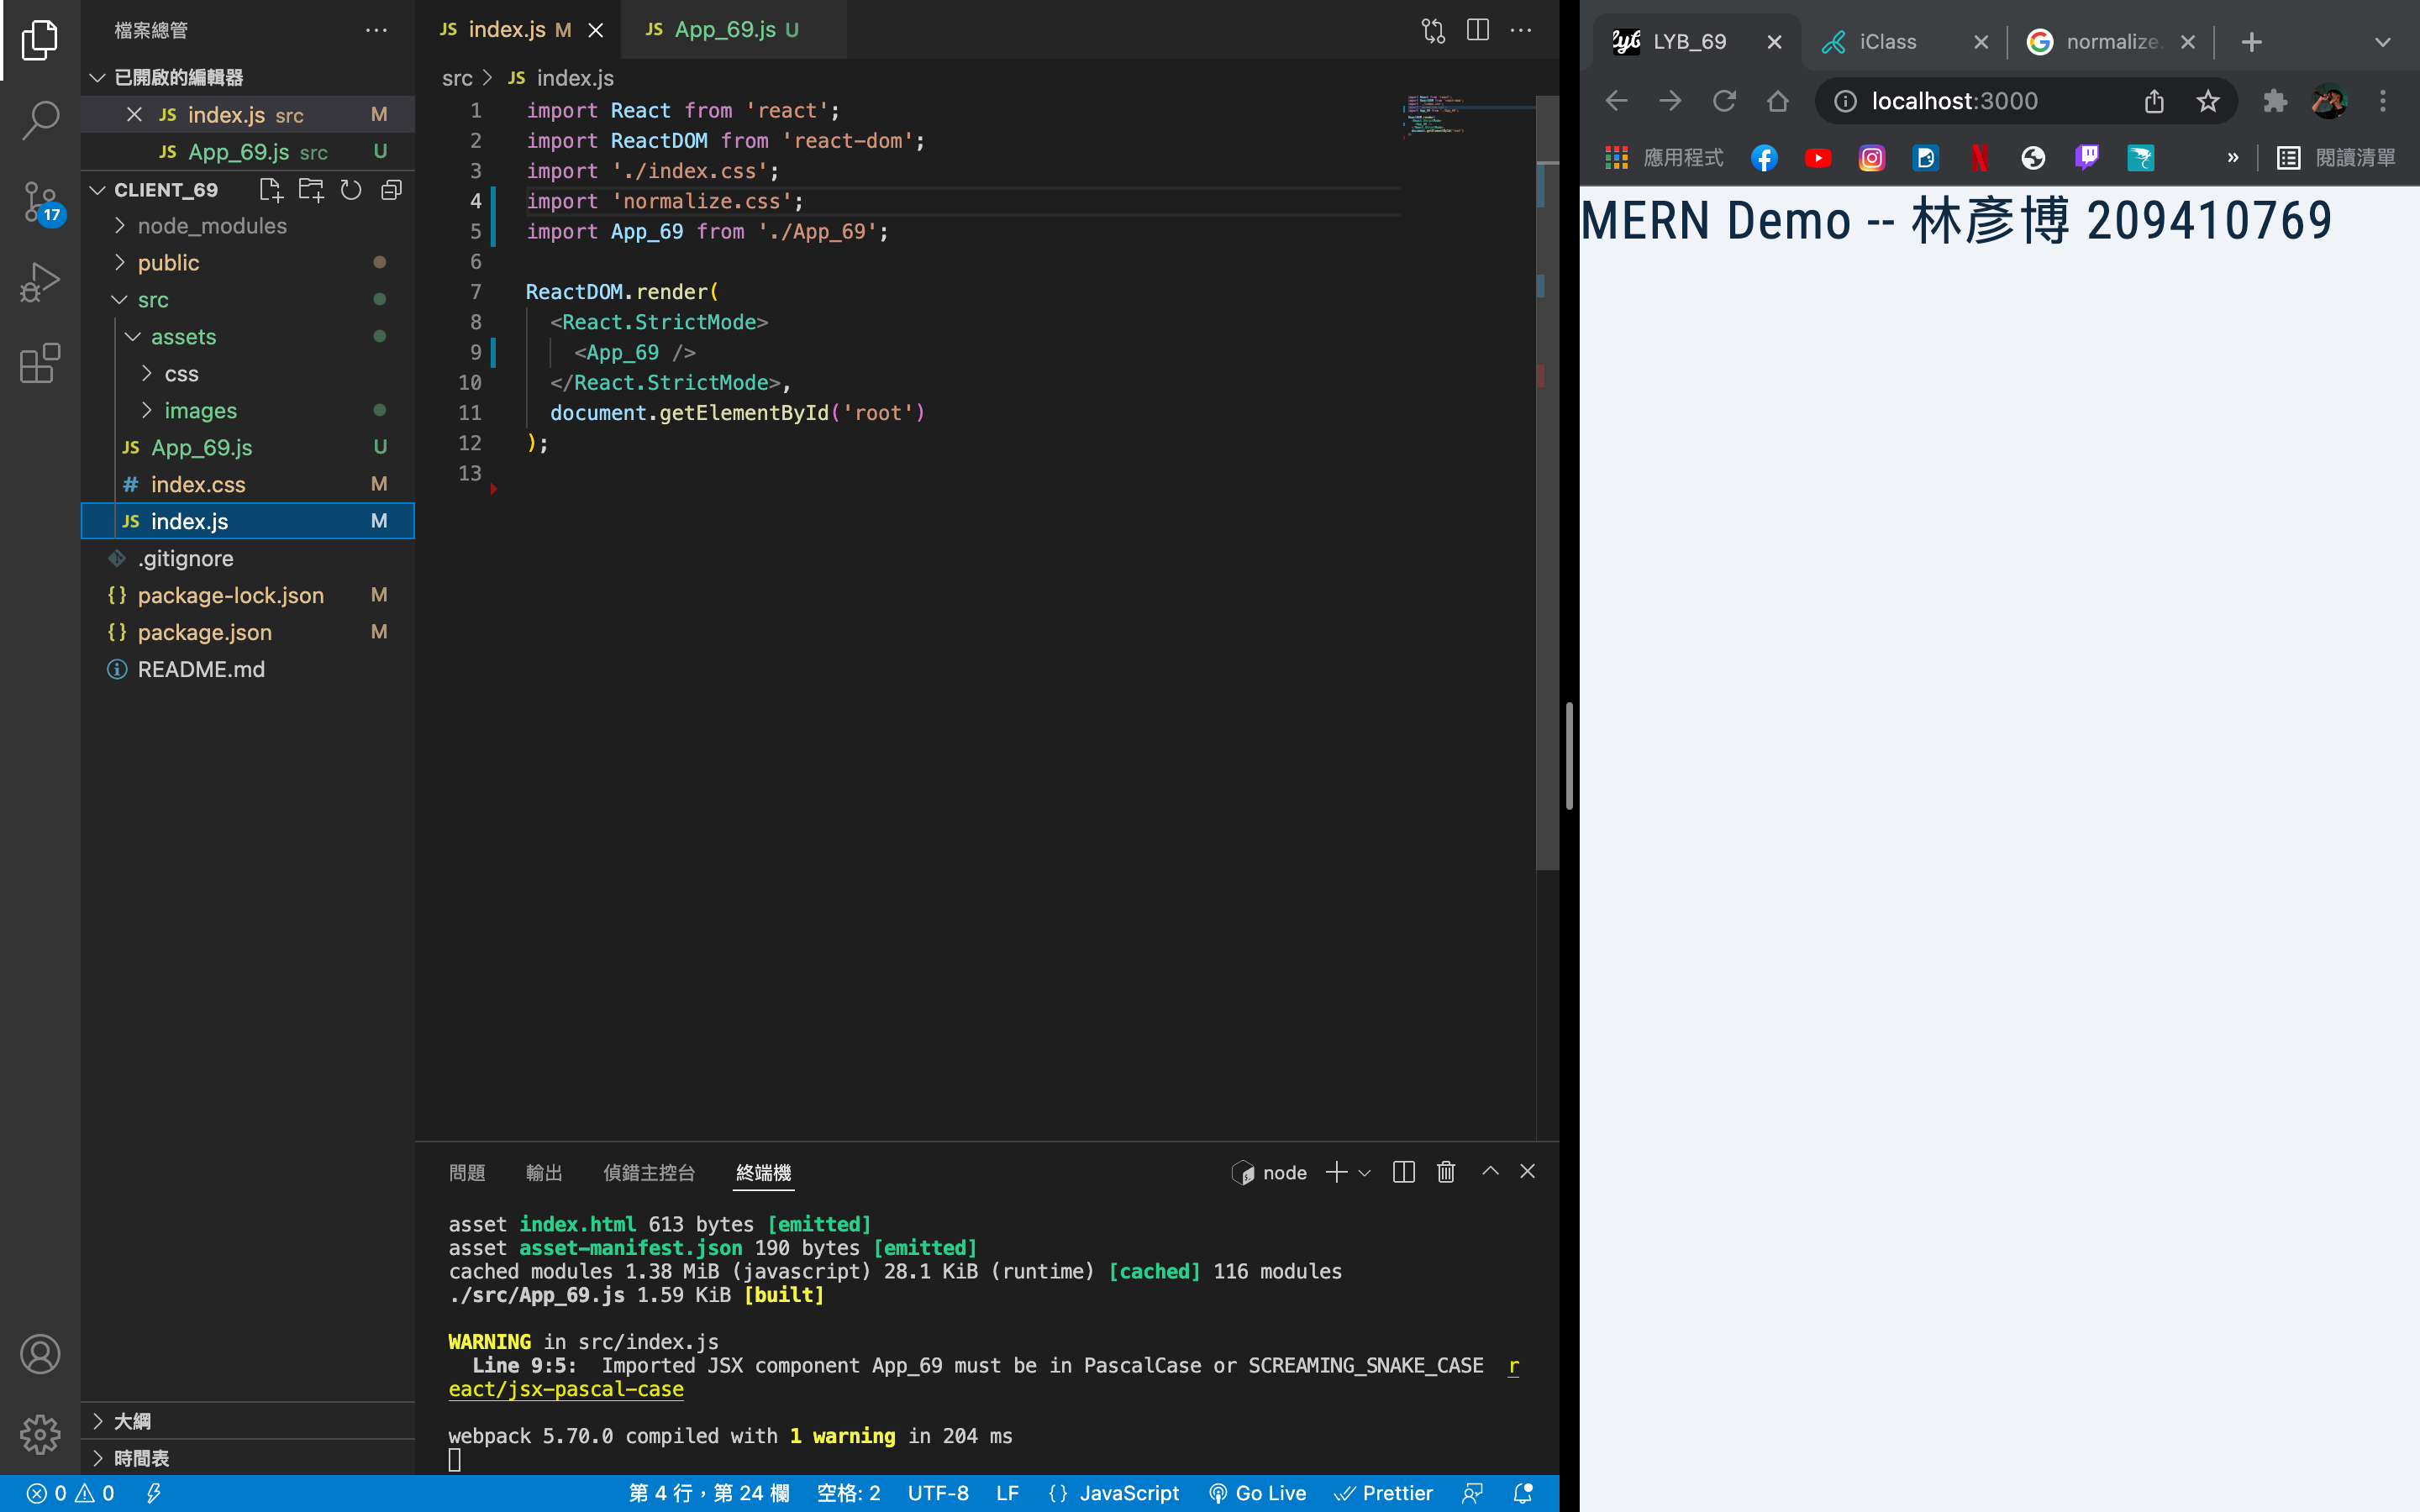 檔案總管
已開啟的編輯器
index.js src M
App_69.js src U
CLIENT_69
node_modules
public
src
assets
css
images
App_69.js U
index.css M
index.js M
.gitignore
package-lock.json M
package.json M
README.md
大綱
時間表
17
index.js M
App_69.js U
src > index.js
1 import React from 'react';
2 import ReactDOM from 'react-dom';
3 import './index.css';
4 import 'normalize.css';
5 import App_69 from './App_69';
6
7 ReactDOM.render(
8 <React.StrictMode>
9 <App_69 />
10 </React.StrictMode>,
11 document.getElementById('root')
12 );
13
問題 輸出 偵錯主控台 終端機
node
asset index.html 613 bytes [emitted]
asset asset-manifest.json 190 bytes [emitted]
cached modules 1.38 MiB (javascript) 28.1 KiB (runtime) [cached] 116 modules
./src/App_69.js 1.59 KiB [built]
WARNING in src/index.js
Line 9:5: Imported JSX component App_69 must be in PascalCase or SCREAMING_SNAKE_CASE r
eact/jsx-pascal-case
webpack 5.70.0 compiled with 1 warning in 204 ms
0 0
第 4 行，第 24 欄 空格: 2 UTF-8 LF {} JavaScript Go Live Prettier
LYB_69 iClass normalize.
localhost:3000
應用程式 » 閱讀清單
MERN Demo -- 林彥博 209410769